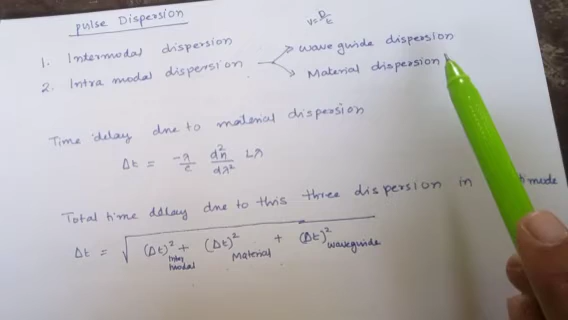 pulse Dispersion
v=D/t
1. Intermodal dispersion
2. Intra modal dispersion → waveguide dispersion
→ Material dispersion
Time delay due to material dispersion
Δt = -λ/c d²n/dλ² Lλ
Total time delay due to this three dispersion in timode
Δt = √(Δt)² Inter modal + (Δt)² Material + (Δt)² waveguide